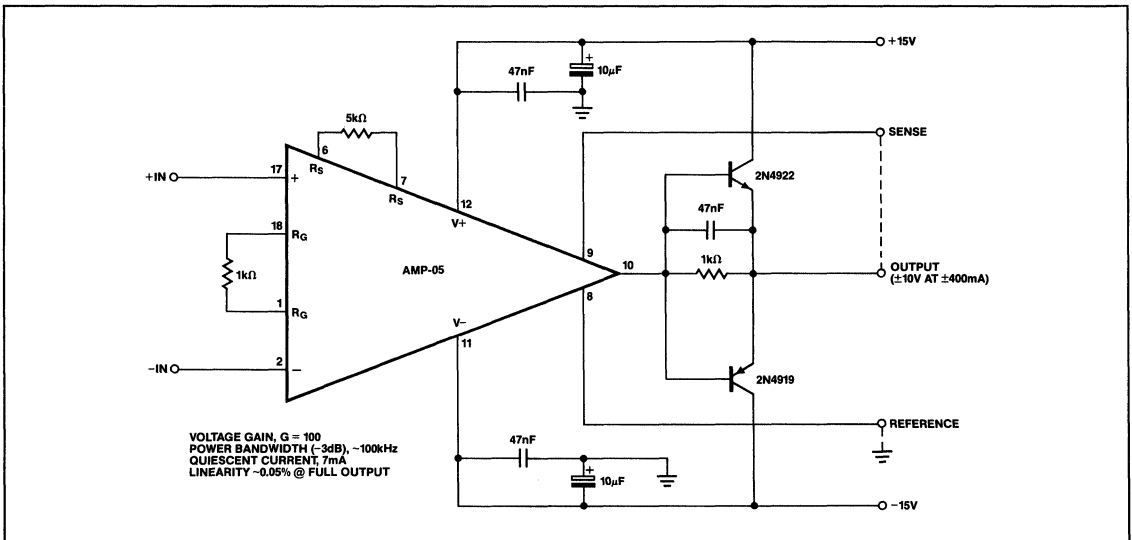 +15V
47nF
+
10μF
5kΩ
6
RS
7
RS
SENSE
17
+IN
+
12
V+
2N4922
18
RG
47nF
9
1kΩ
AMP-05
10
1kΩ
OUTPUT
(±10V AT ±400mA)
8
1
RG
V−
11
2
−IN
−
2N4919
REFERENCE
VOLTAGE GAIN, G = 100
POWER BANDWIDTH (−3dB), ~100kHz
QUIESCENT CURRENT, 7mA
LINEARITY ~0.05% @ FULL OUTPUT
47nF
+
10μF
−15V